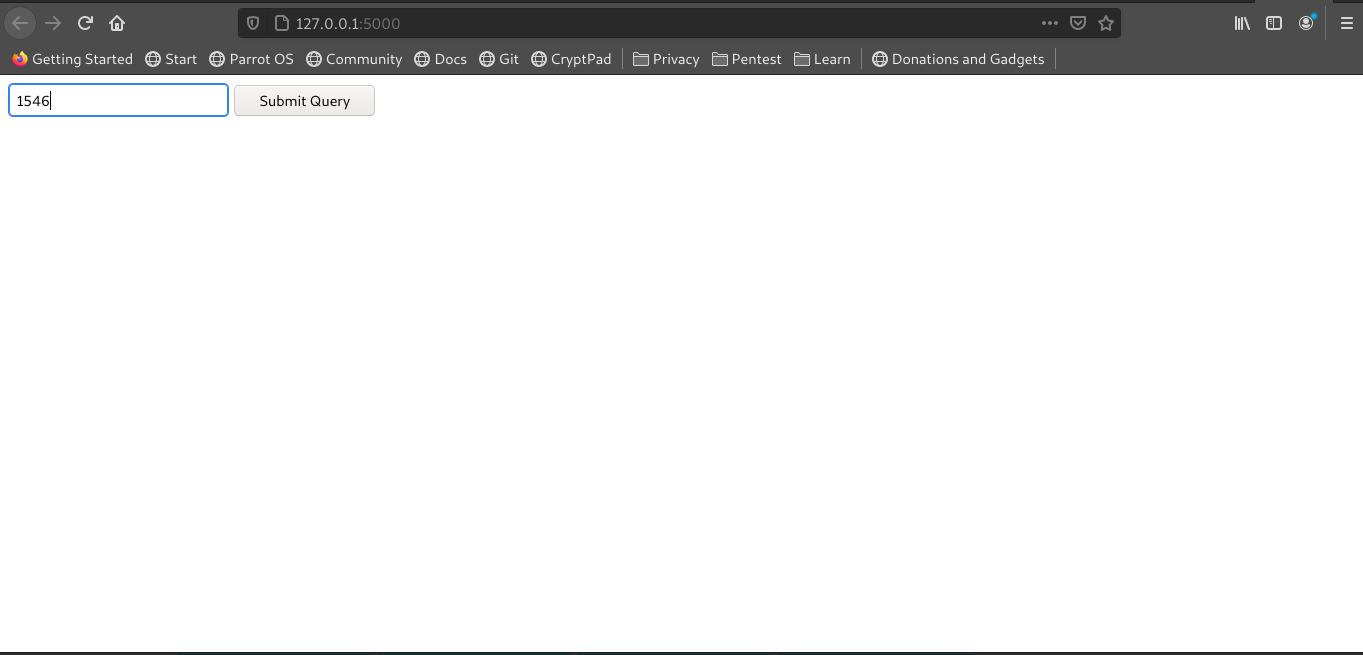 127.0.0.1:5000
Getting Started Start Parrot OS Community Docs Git CryptPad Privacy Pentest Learn Donations and Gadgets
1546 Submit Query